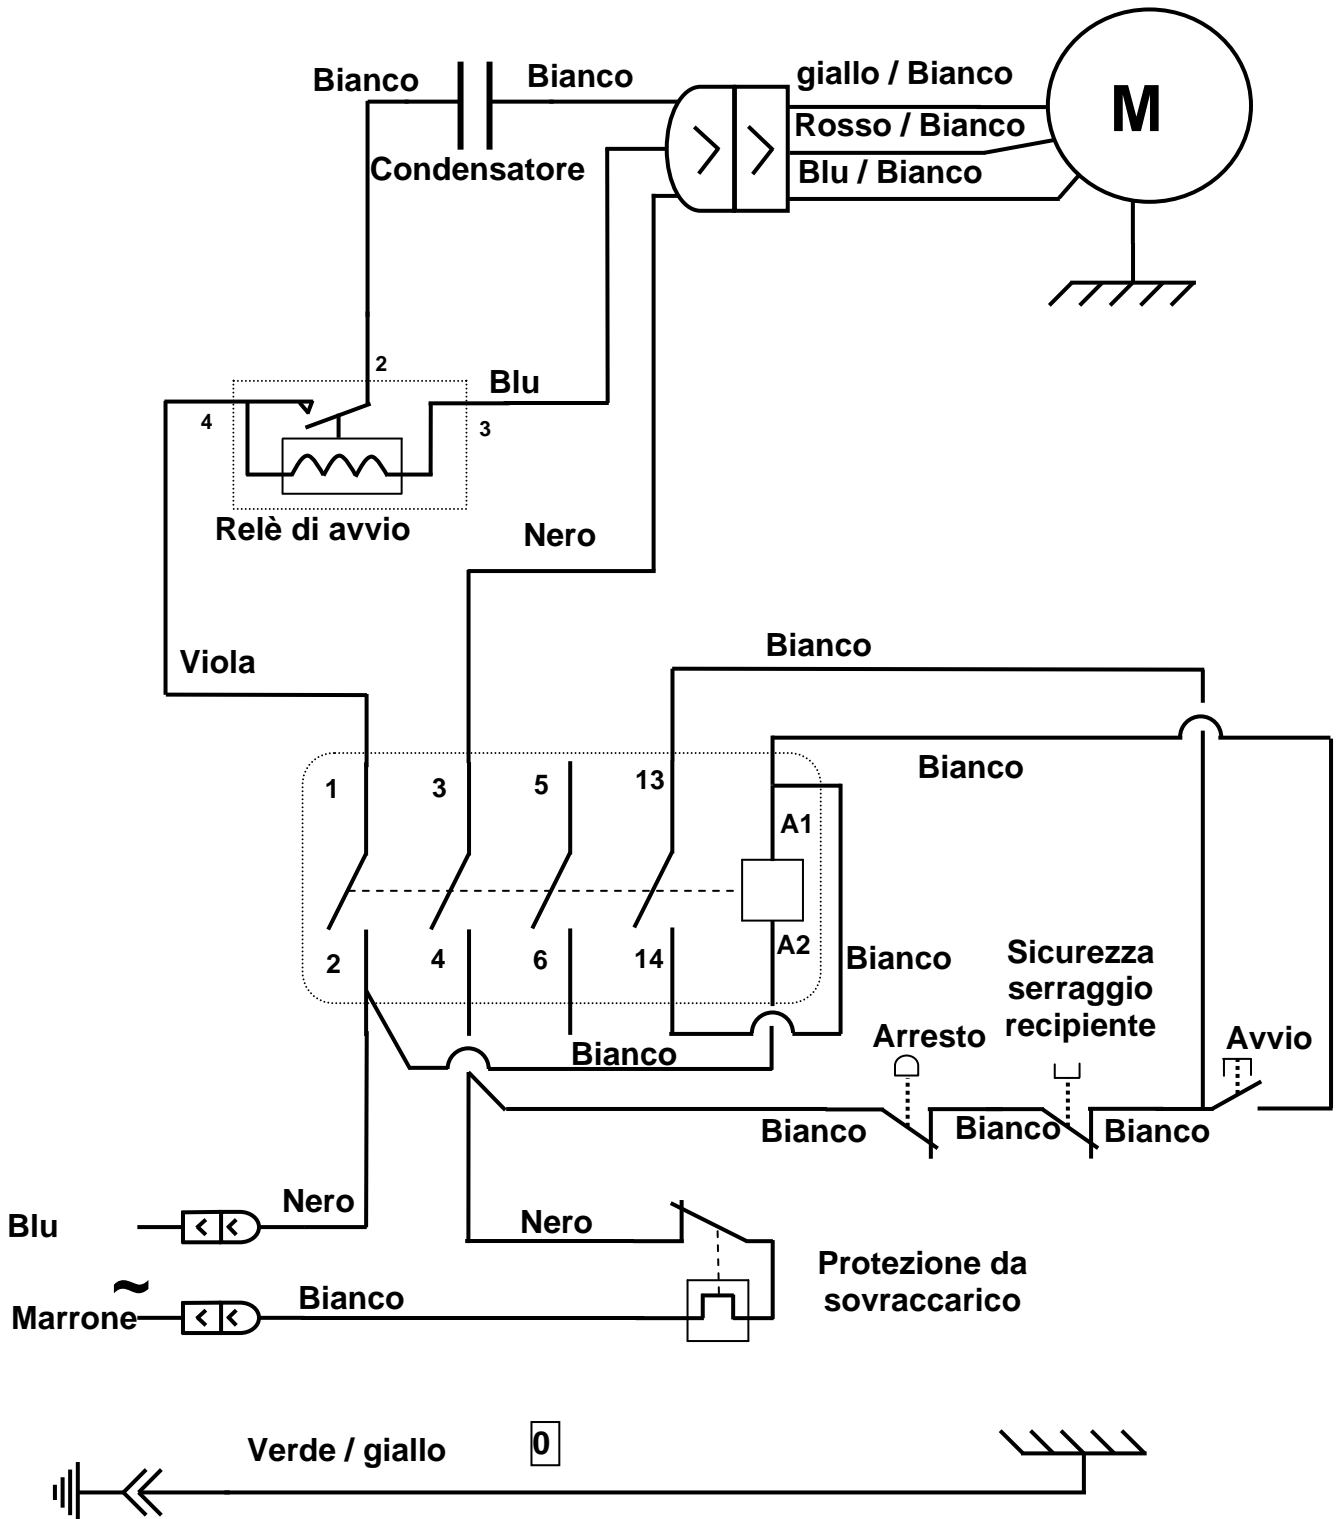 Bianco
Bianco
giallo / Bianco
M
Rosso / Bianco
Condensatore
Blu / Bianco
2
Blu
4
3
Relè di avvio
Nero
Bianco
Viola
Bianco
1
3
5
13
A1
2
4
6
14
A2
Bianco
Sicurezza
serraggio
recipiente
Arresto
Avvio
Bianco
Bianco
Bianco
Bianco
Nero
Blu
Nero
Protezione da
sovraccarico
~
Marrone
Bianco
Verde / giallo
0